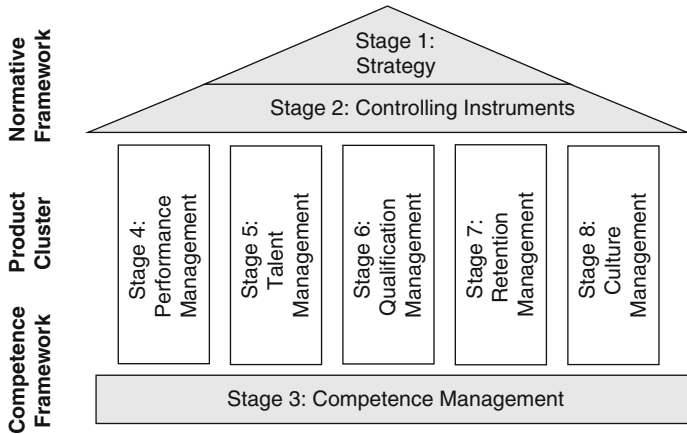 Normative
Framework
Stage 1:
Strategy
Stage 2: Controlling Instruments
Product
Cluster
Stage 4:
Performance
Management
Stage 5:
Talent
Management
Stage 6:
Qualification
Management
Stage 7:
Retention
Management
Stage 8:
Culture
Management
Competence
Framework
Stage 3: Competence Management